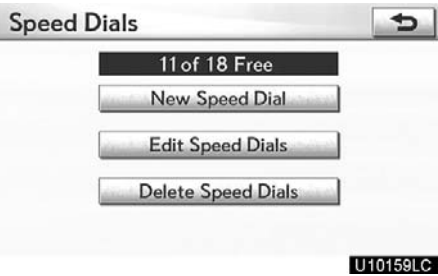 Speed Dials
11 of 18 Free
New Speed Dial
Edit Speed Dials
Delete Speed Dials
U10159LC